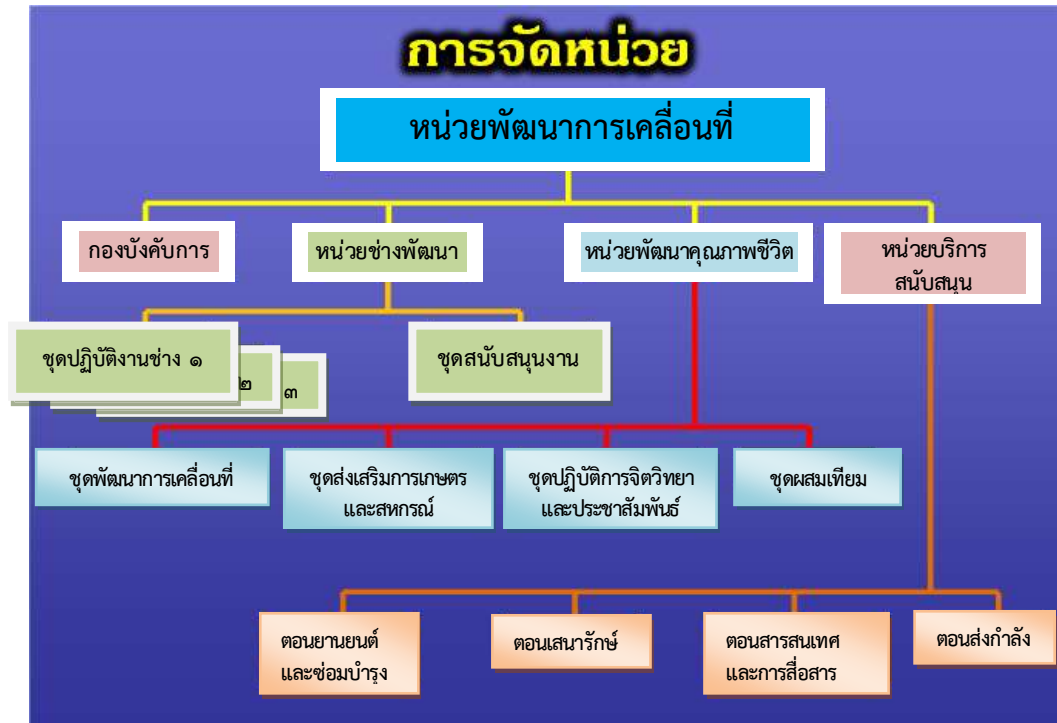 การจัดหน่วย
หน่วยพัฒนาการเคลื่อนที่
กองบังคับการ
หน่วยช่างพัฒนา
หน่วยพัฒนาคุณภาพชีวิต
หน่วยบริการ
สนับสนุน
ชุดปฏิบัติงานช่าง ๑
๒
๓
ชุดสนับสนุนงาน
ชุดพัฒนาการเคลื่อนที่
ชุดส่งเสริมการเกษตร
และสหกรณ์
ชุดปฏิบัติการจิตวิทยา
และประชาสัมพันธ์
ชุดผสมเทียม
ตอนยานยนต์
และซ่อมบำรุง
ตอนเสนารักษ์
ตอนสารสนเทศ
และการสื่อสาร
ตอนส่งกำลัง